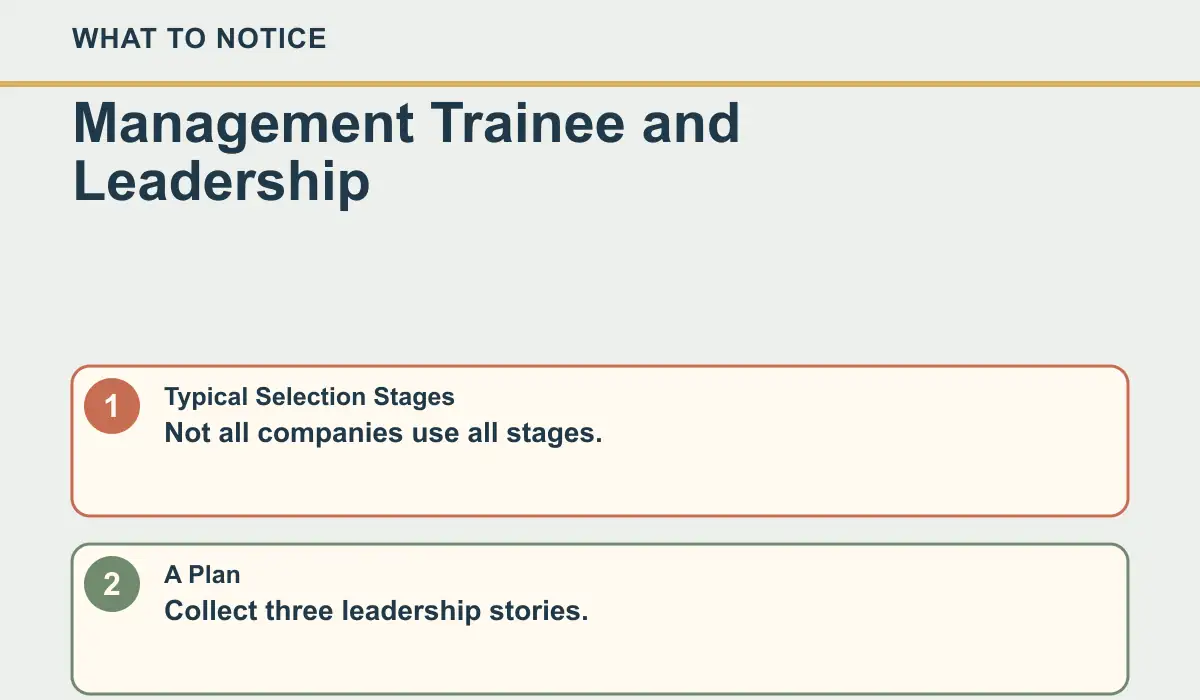 WHAT TO NOTICE
Management Trainee and
Leadership
1
Typical Selection Stages
Not all companies use all stages.
2
A Plan
Collect three leadership stories.